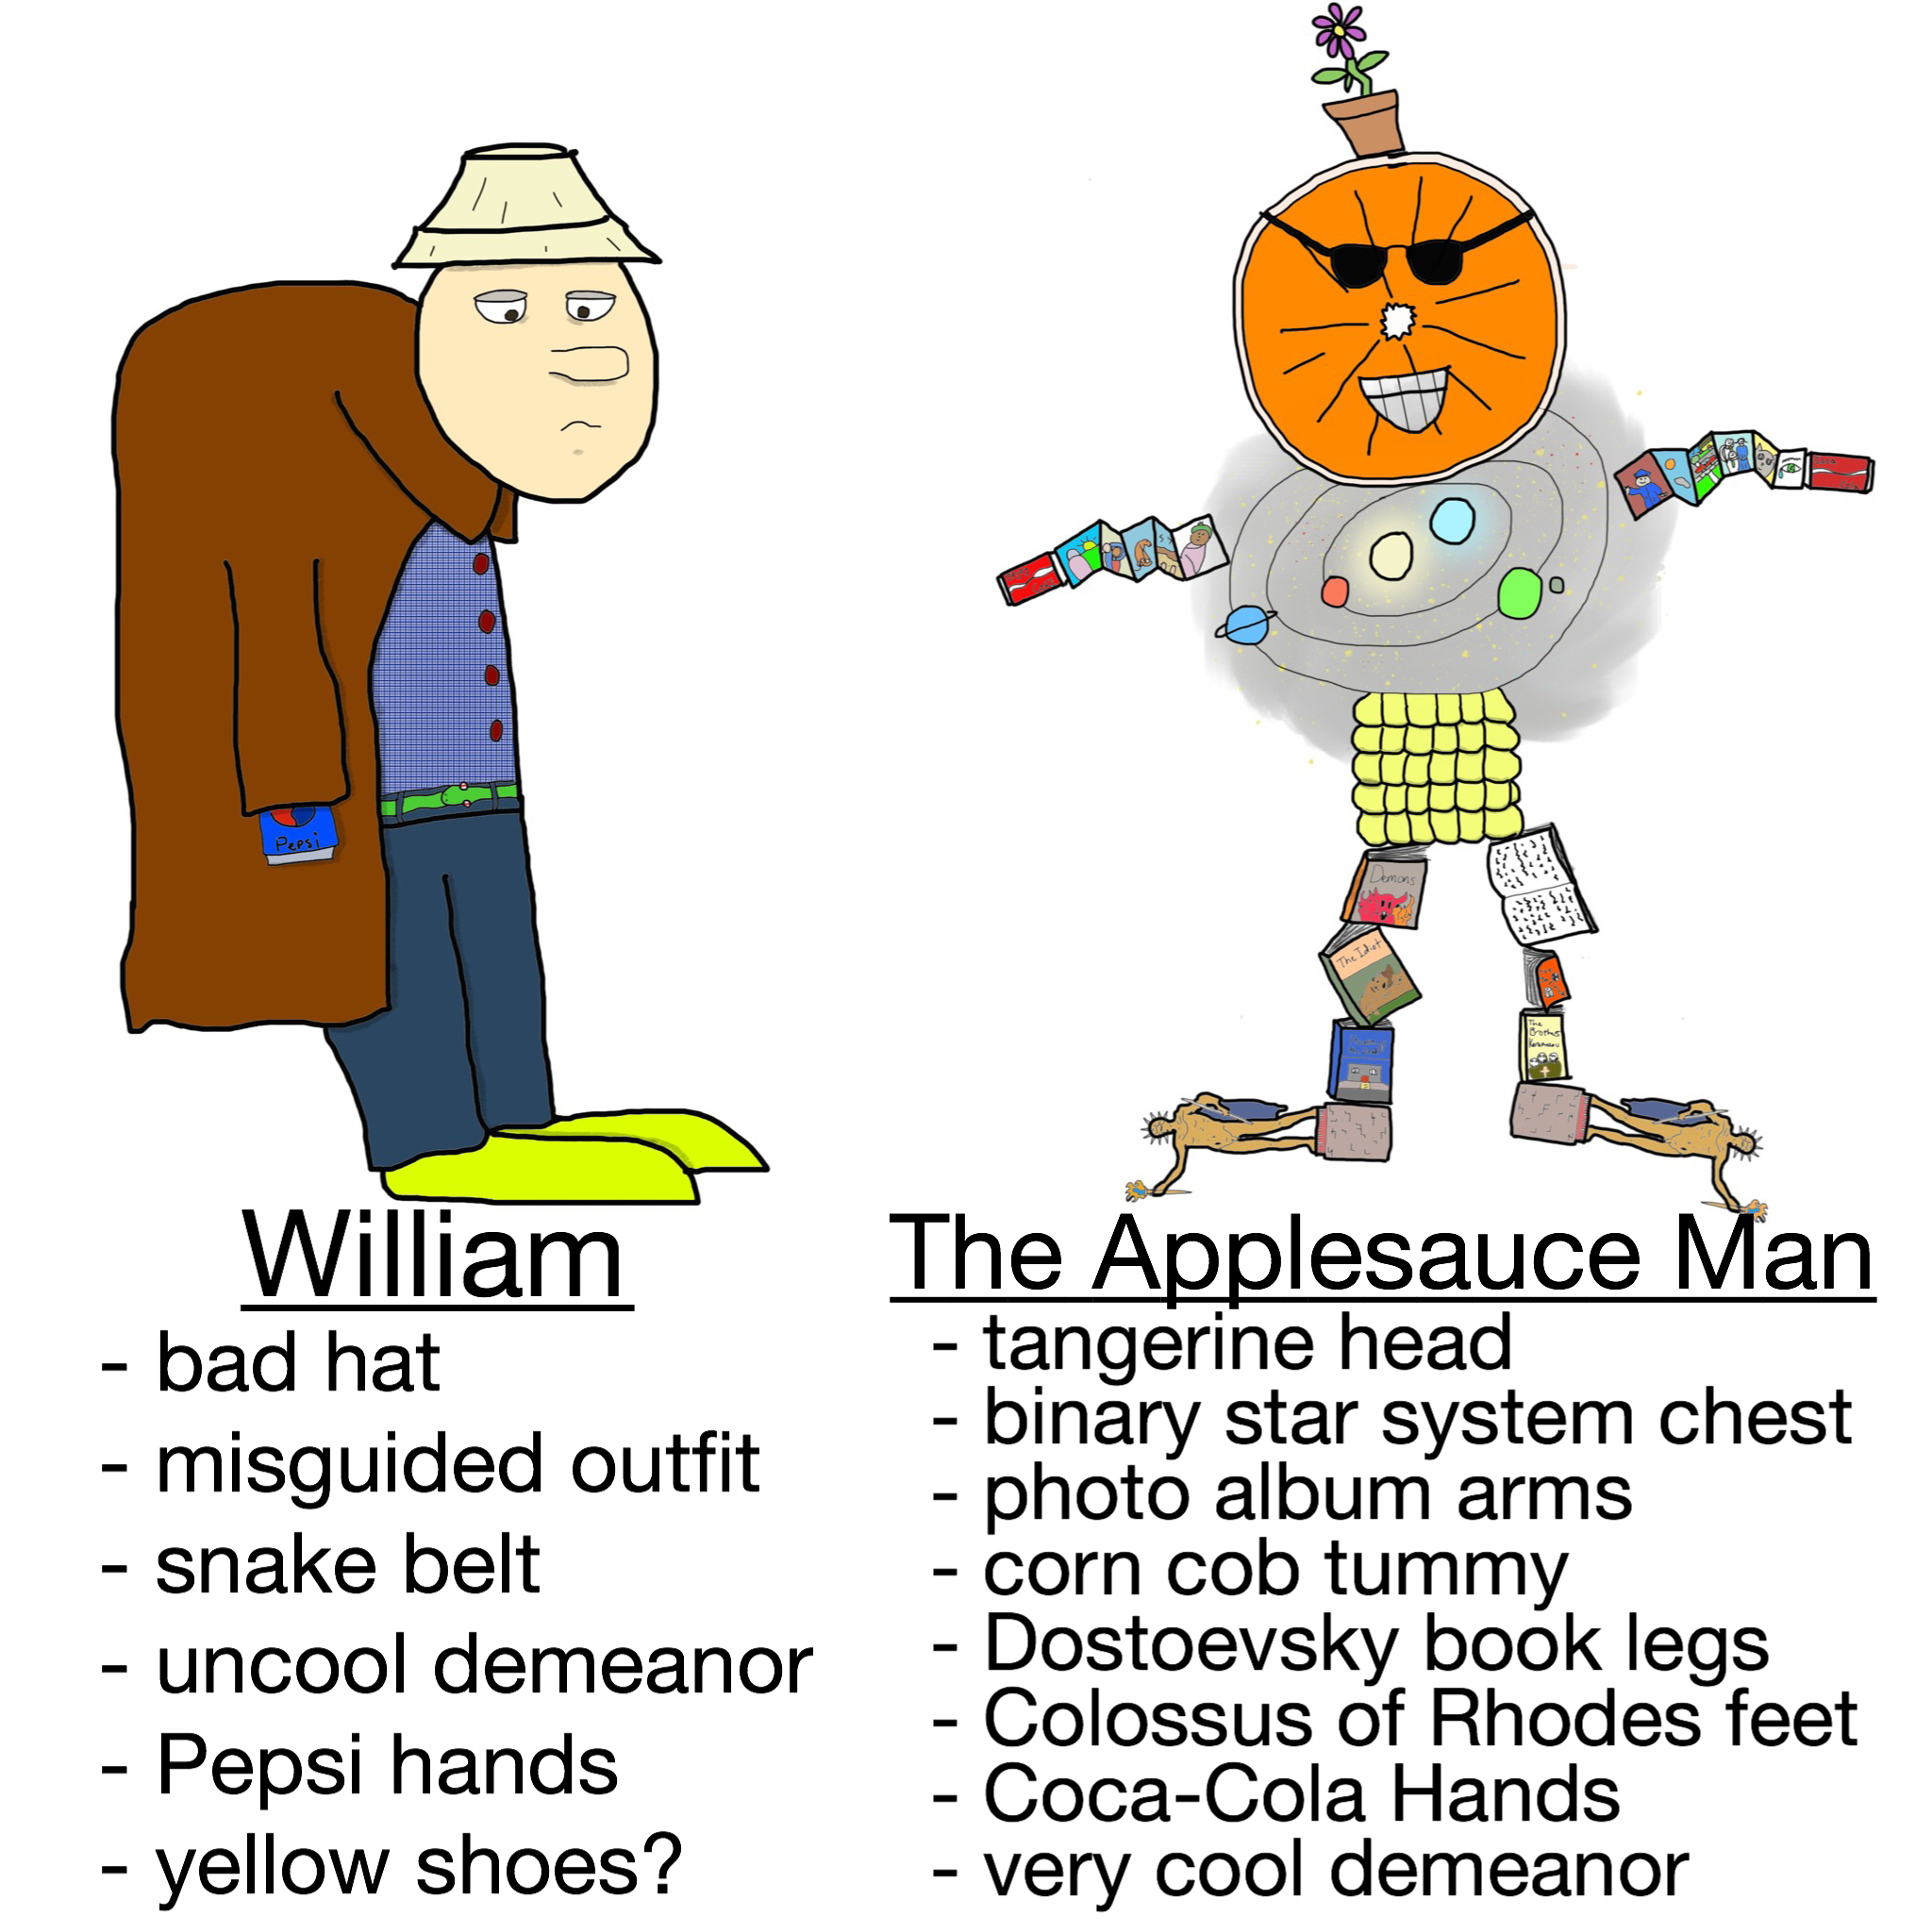 Pepsi
Demons
The Idiot
The
Brothers
Karamazov
William
- bad hat
- misguided outfit
- snake belt
- uncool demeanor
- Pepsi hands
- yellow shoes?
The Applesauce Man
- tangerine head
- binary star system chest
- photo album arms
- corn cob tummy
- Dostoevsky book legs
- Colossus of Rhodes feet
- Coca-Cola Hands
- very cool demeanor